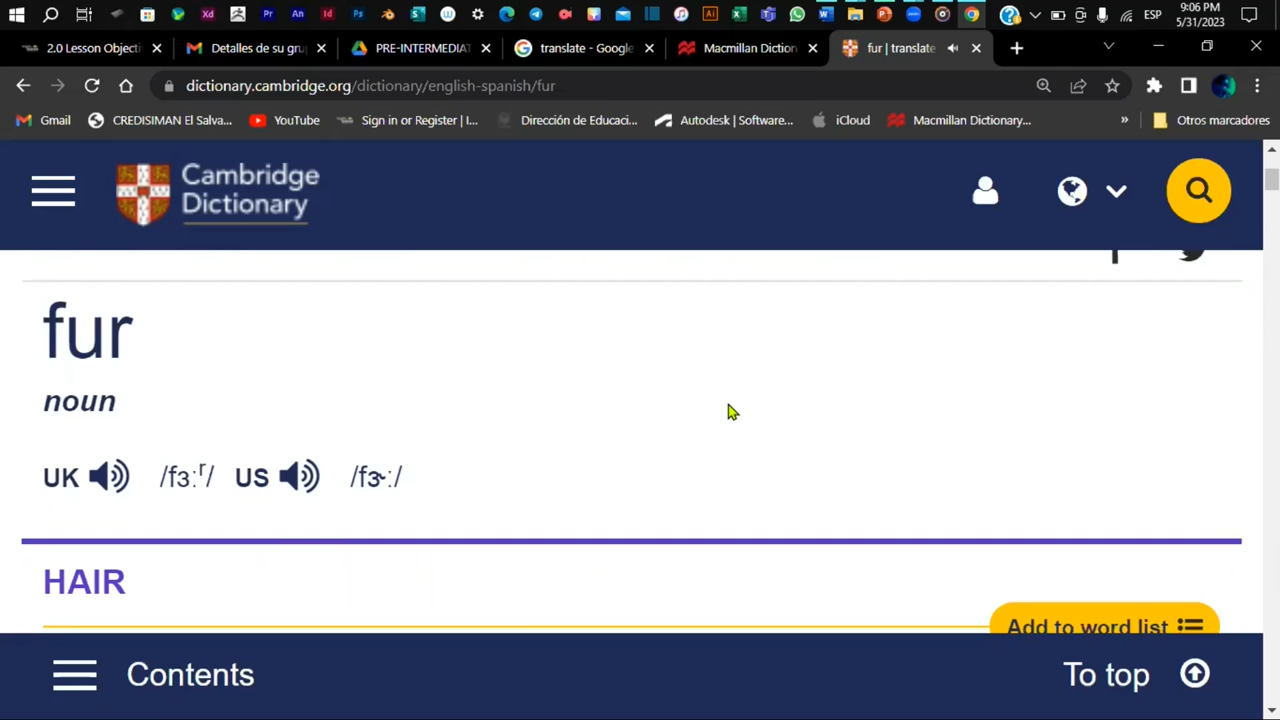 9:06 PM
ESP
5/31/2023
2.0 Lesson Objecti
Detalles de su gru
PRE-INTERMEDIAT
translate - Google
Macmillan Diction
fur | translate
dictionary.cambridge.org/dictionary/english-spanish/fur
Gmail
CREDISIMAN El Salva...
YouTube
Sign in or Register | I...
Dirección de Educaci...
Autodesk | Software...
iCloud
Macmillan Dictionary...
»
Otros marcadores
Cambridge
Dictionary
fur
noun
UK /fɜːʳ/ US /fɝː/
HAIR
Add to word list
Contents
To top